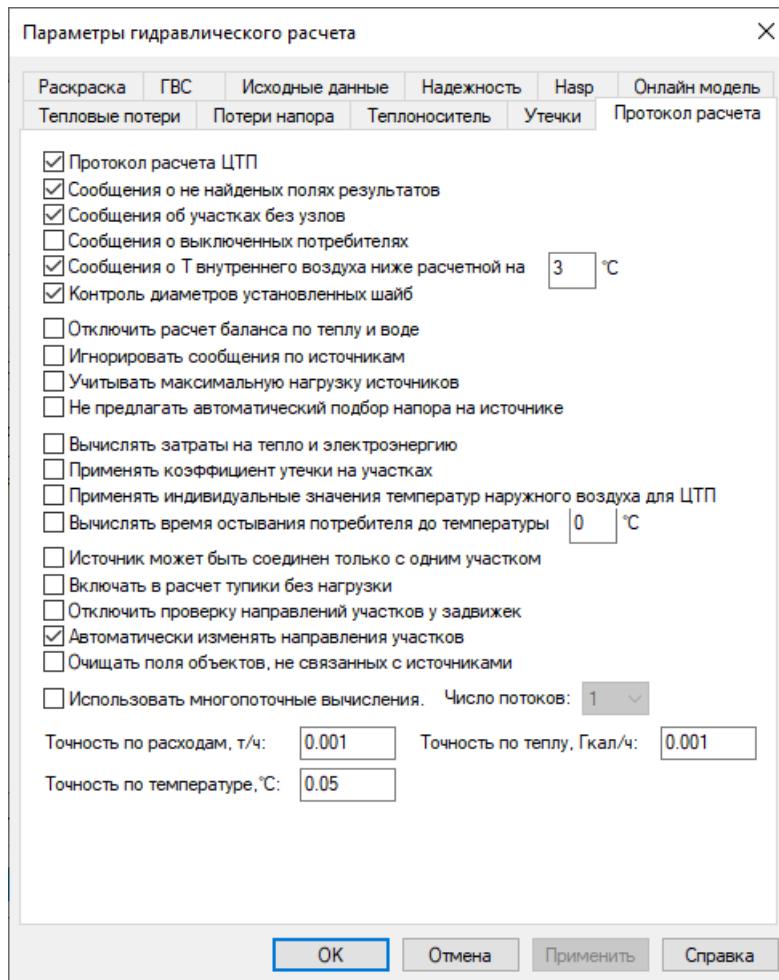 Параметры гидравлического расчета
Раскраска ГВС Исходные данные Надежность Hasp Онлайн модель
Тепловые потери Потери напора Теплоноситель Утечки Протокол расчета
Протокол расчета ЦТП
Сообщения о не найденых полях результатов
Сообщения об участках без узлов
Сообщения о выключенных потребителях
Сообщения о Т внутреннего воздуха ниже расчетной на 3 °C
Контроль диаметров установленных шайб
Отключить расчет баланса по теплу и воде
Игнорировать сообщения по источникам
Учитывать максимальную нагрузку источников
Не предлагать автоматический подбор напора на источнике
Вычислять затраты на тепло и электроэнергию
Применять коэффициент утечки на участках
Применять индивидуальные значения температур наружного воздуха для ЦТП
Вычислять время остывания потребителя до температуры 0 °C
Источник может быть соединен только с одним участком
Включать в расчет тупики без нагрузки
Отключить проверку направлений участков у задвижек
Автоматически изменять направления участков
Очищать поля объектов, не связанных с источниками
Использовать многопоточные вычисления. Число потоков: 1
Точность по расходам, т/ч: 0.001 Точность по теплу, Гкал/ч: 0.001
Точность по температуре,°C: 0.05
OK Отмена Применить Справка